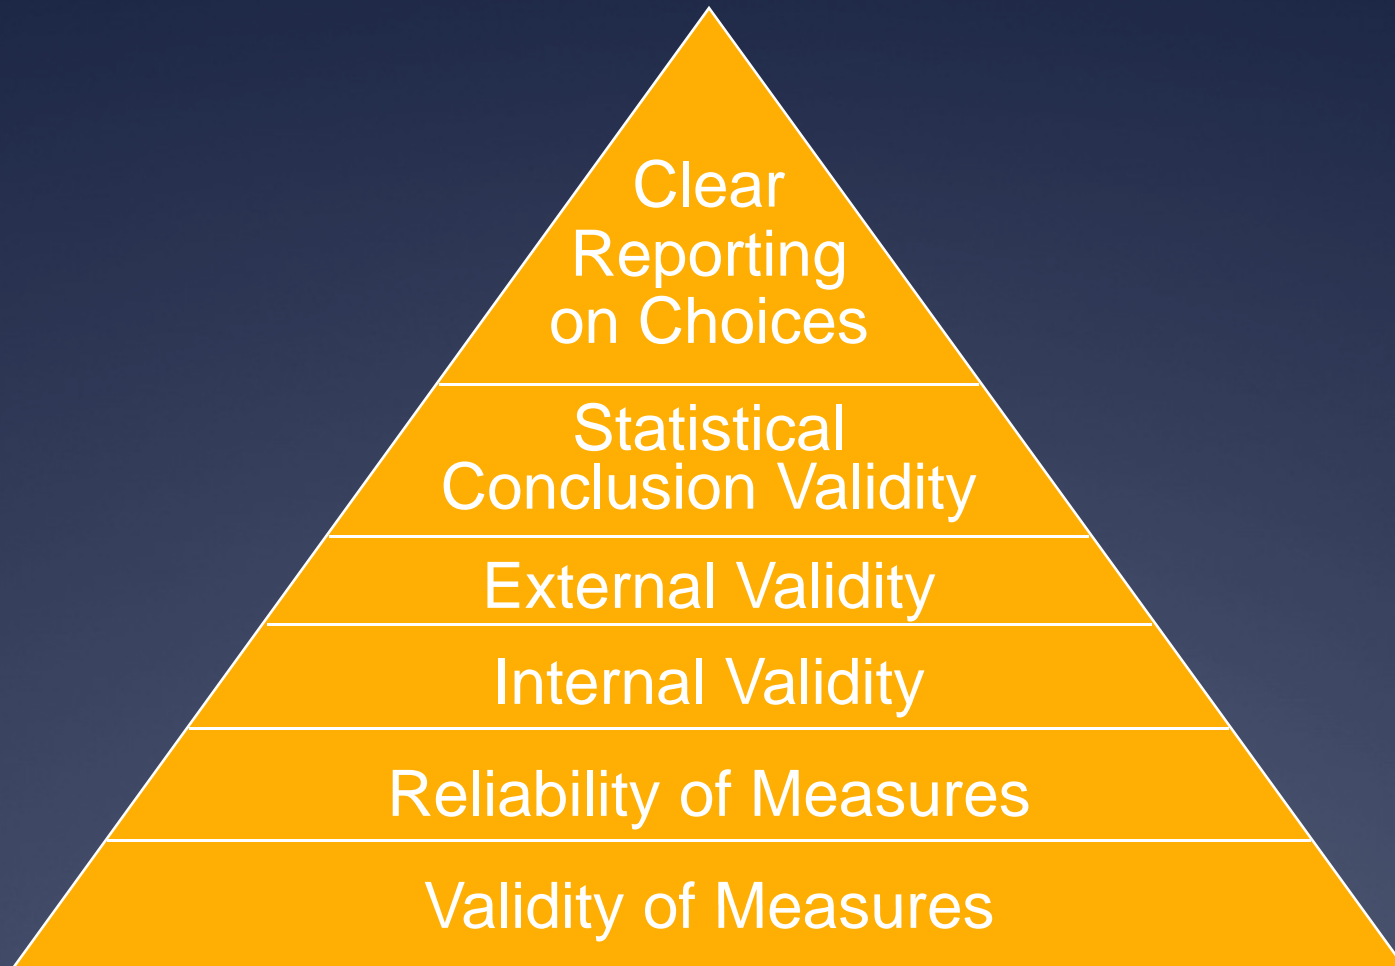 Clear
Reporting
on Choices
Statistical
Conclusion Validity
External Validity
Internal Validity
Reliability of Measures
Validity of Measures